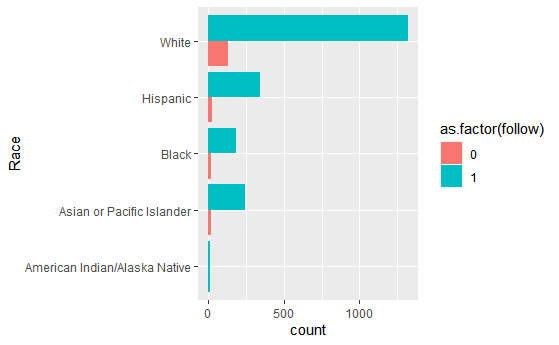 Race
White
Hispanic
Black
Asian or Pacific Islander
American Indian/Alaska Native
0
500
1000
count
as.factor(follow)
0
1